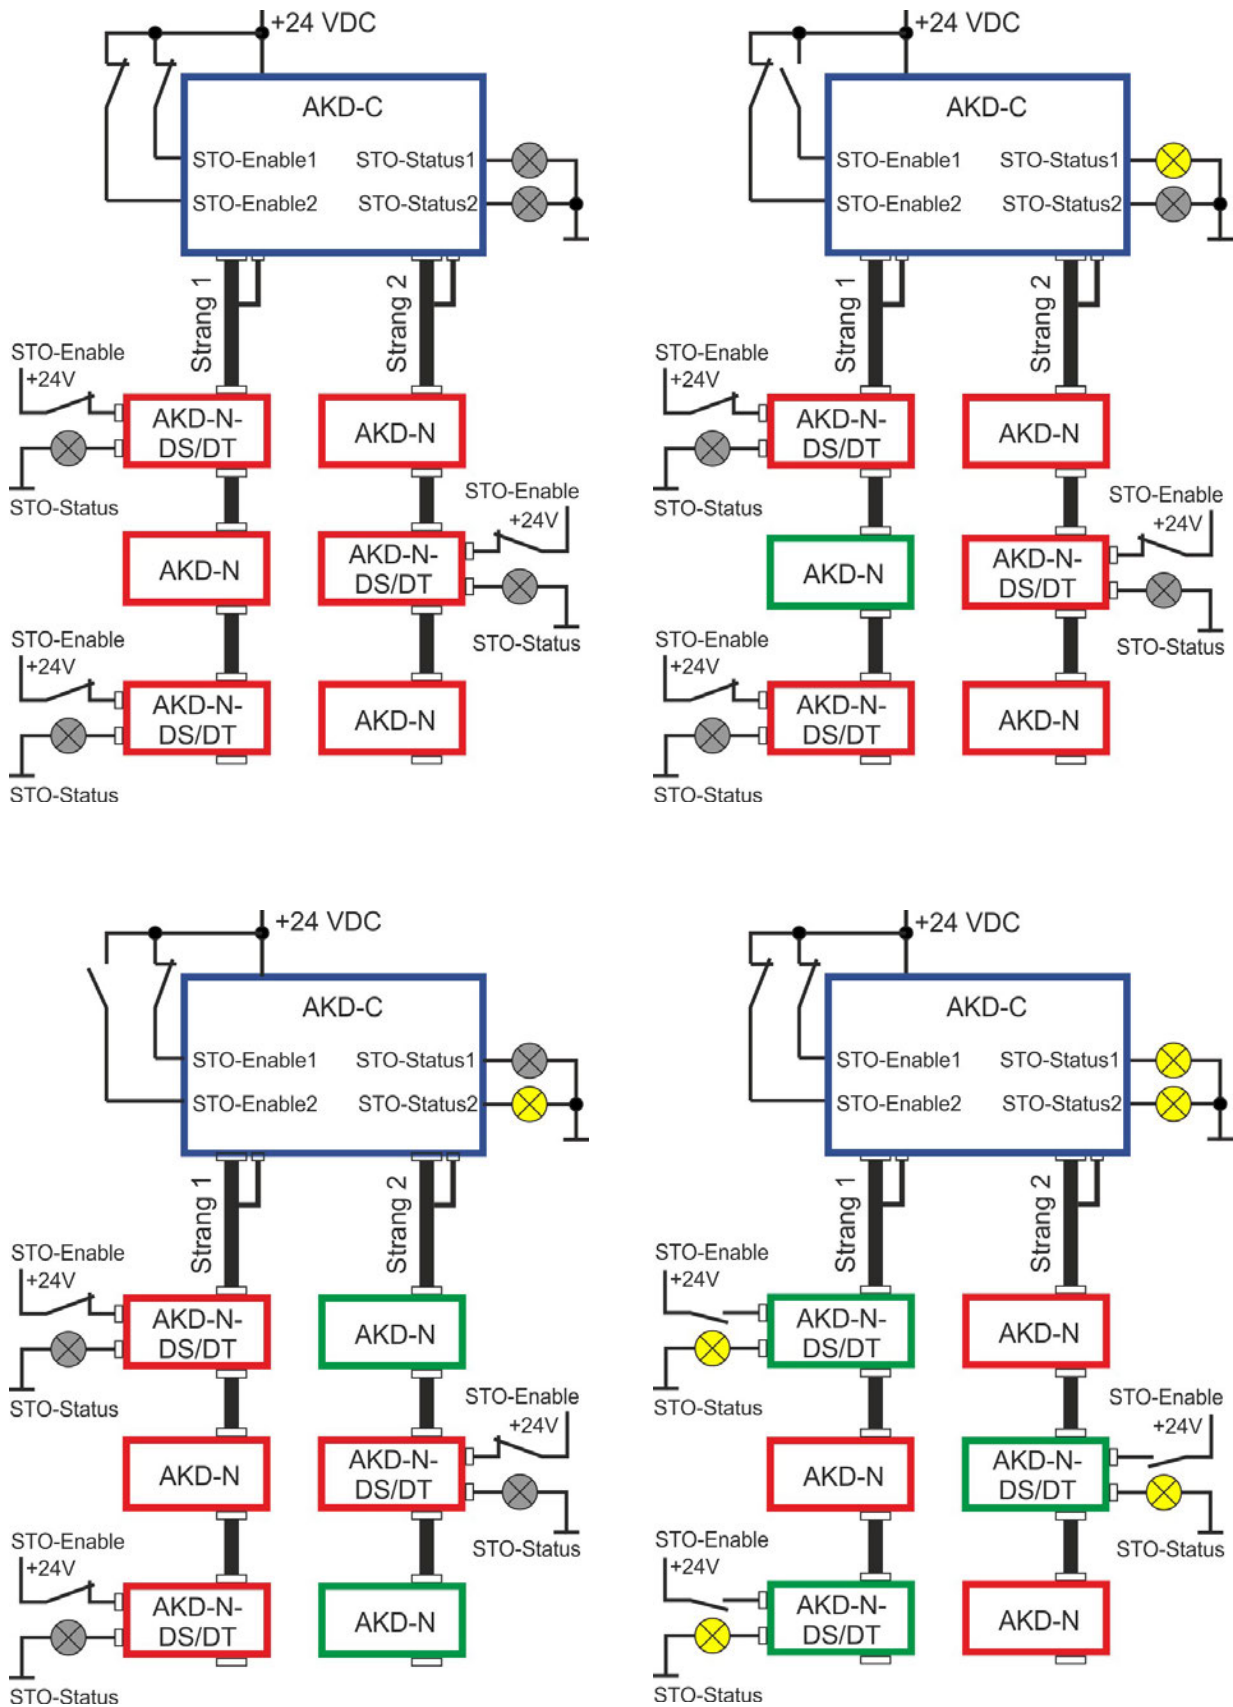 +24 VDC
AKD-C
STO-Enable1
STO-Status1
STO-Enable2
STO-Status2
Strang 1
Strang 2
STO-Enable
+24V
AKD-N-
DS/DT
STO-Status
AKD-N
STO-Enable
+24V
AKD-N
AKD-N-
DS/DT
STO-Status
STO-Enable
+24V
AKD-N-
DS/DT
STO-Status
AKD-N
+24 VDC
AKD-C
STO-Enable1
STO-Status1
STO-Enable2
STO-Status2
Strang 1
Strang 2
STO-Enable
+24V
AKD-N-
DS/DT
STO-Status
AKD-N
STO-Enable
+24V
AKD-N
AKD-N-
DS/DT
STO-Status
STO-Enable
+24V
AKD-N-
DS/DT
STO-Status
AKD-N
+24 VDC
AKD-C
STO-Enable1
STO-Status1
STO-Enable2
STO-Status2
Strang 1
Strang 2
STO-Enable
+24V
AKD-N-
DS/DT
STO-Status
AKD-N
STO-Enable
+24V
AKD-N
AKD-N-
DS/DT
STO-Status
STO-Enable
+24V
AKD-N-
DS/DT
STO-Status
AKD-N
+24 VDC
AKD-C
STO-Enable1
STO-Status1
STO-Enable2
STO-Status2
Strang 1
Strang 2
STO-Enable
+24V
AKD-N-
DS/DT
STO-Status
AKD-N
STO-Enable
+24V
AKD-N
AKD-N-
DS/DT
STO-Status
STO-Enable
+24V
AKD-N-
DS/DT
STO-Status
AKD-N